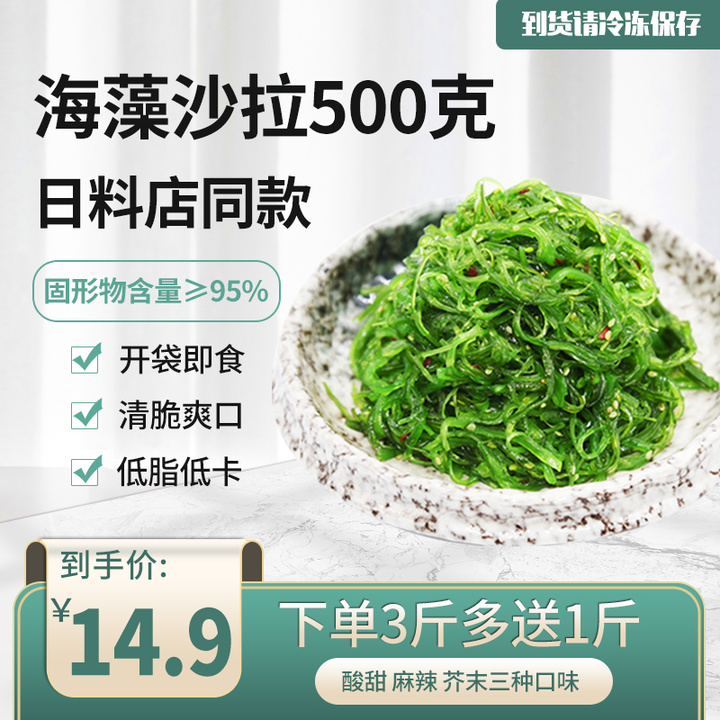 到货请冷冻保存
海藻沙拉500克
日料店同款
固形物含量≥95%
开袋即食
清脆爽口
低脂低卡
到手价:
¥14.9
下单3斤多送1斤
酸甜 麻辣 芥末三种口味